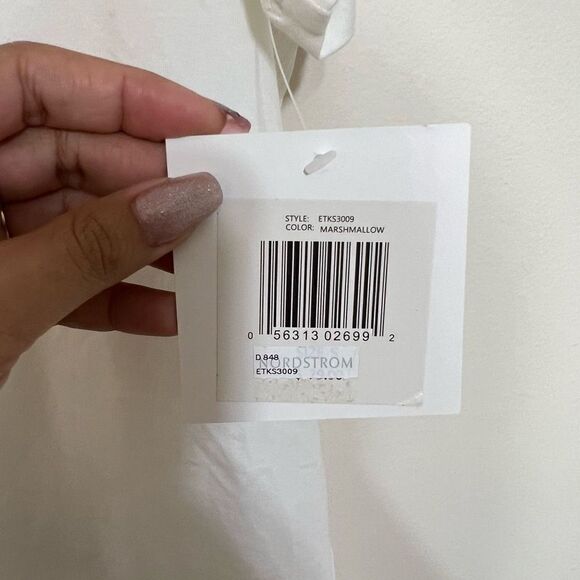 STYLE: ETKS3009
COLOR: MARSHMALLOW
0 56313 02699 2
D 848
NORDSTROM
ETKS3009